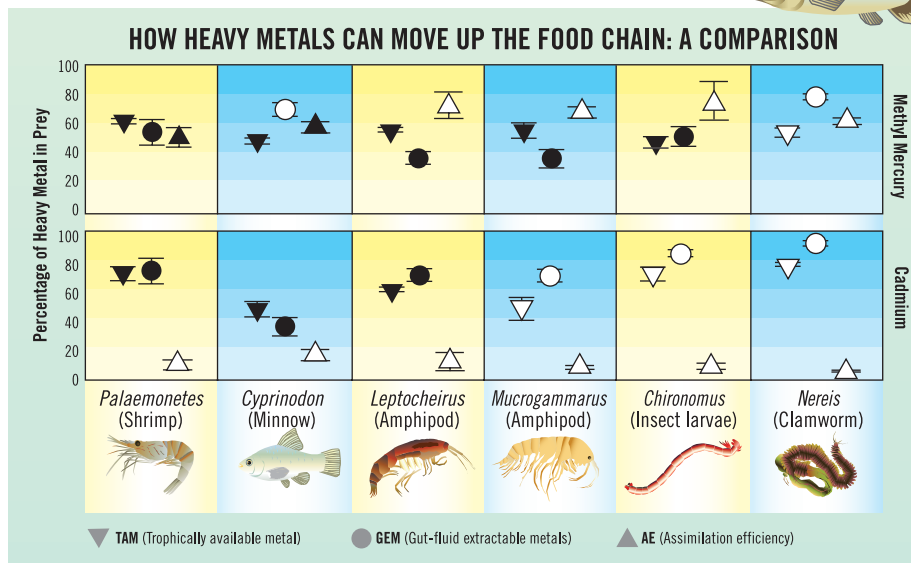 HOW HEAVY METALS CAN MOVE UP THE FOOD CHAIN: A COMPARISON
Percentage of Heavy Metal in Prey
100
80
60
40
20
0
Methyl Mercury
100
80
60
40
20
0
Cadmium
Palaemonetes
(Shrimp)
Cyprinodon
(Minnow)
Leptocheirus
(Amphipod)
Mucrogammarus
(Amphipod)
Chironomus
(Insect larvae)
Nereis
(Clamworm)
TAM (Trophically available metal)
GEM (Gut-fluid extractable metals)
AE (Assimilation efficiency)